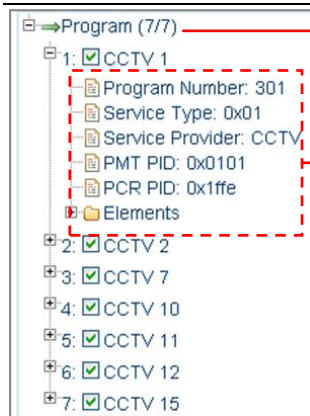 Program (7/7)
1: CCTV 1
Program Number: 301
Service Type: 0x01
Service Provider: CCTV
PMT PID: 0x0101
PCR PID: 0x1ffe
Elements
2: CCTV 2
3: CCTV 7
4: CCTV 10
5: CCTV 11
6: CCTV 12
7: CCTV 15